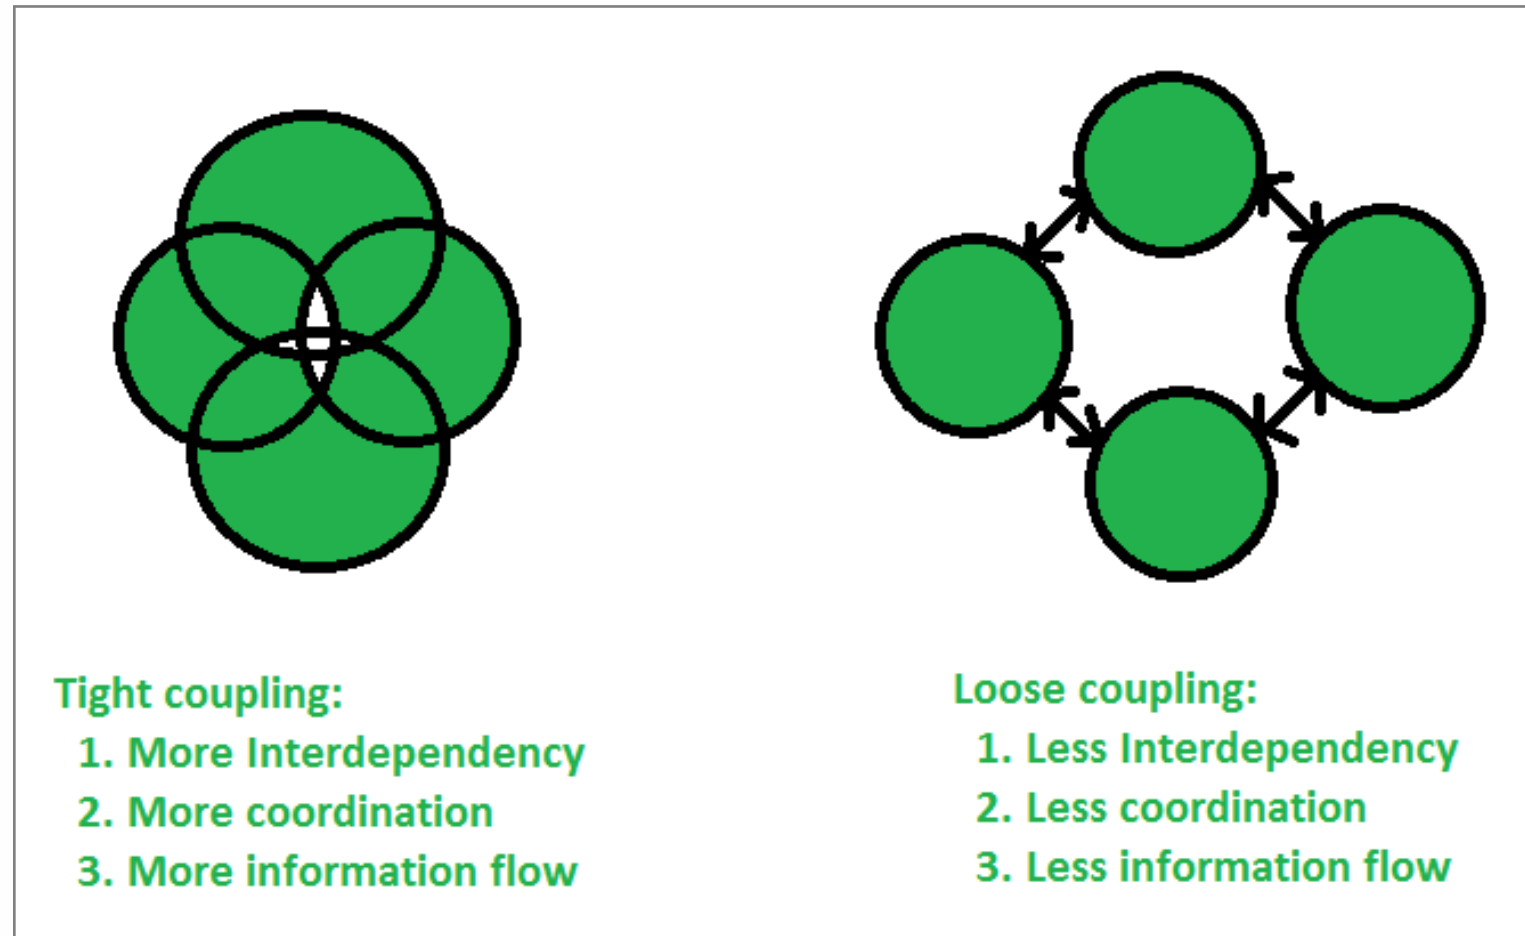 Tight coupling:
1. More Interdependency
2. More coordination
3. More information flow
Loose coupling:
1. Less Interdependency
2. Less coordination
3. Less information flow